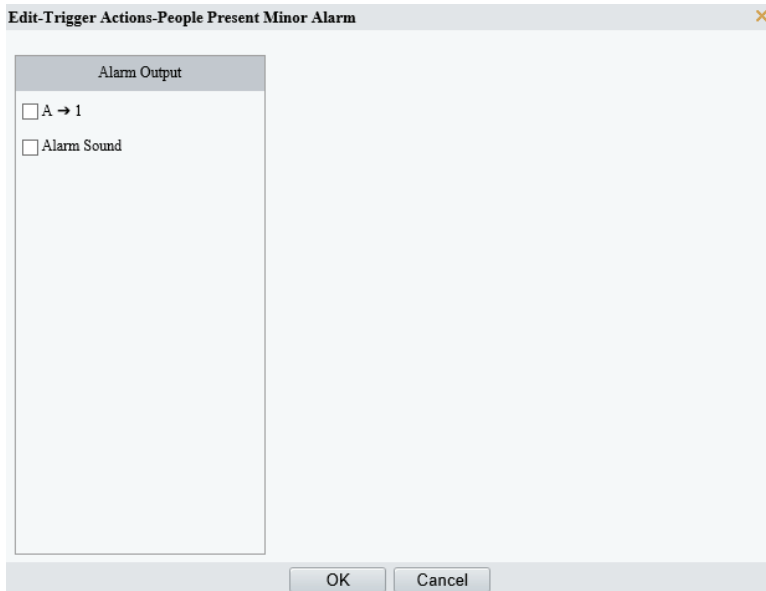 Edit-Trigger Actions-People Present Minor Alarm
Alarm Output
A ➔ 1
Alarm Sound
OK
Cancel